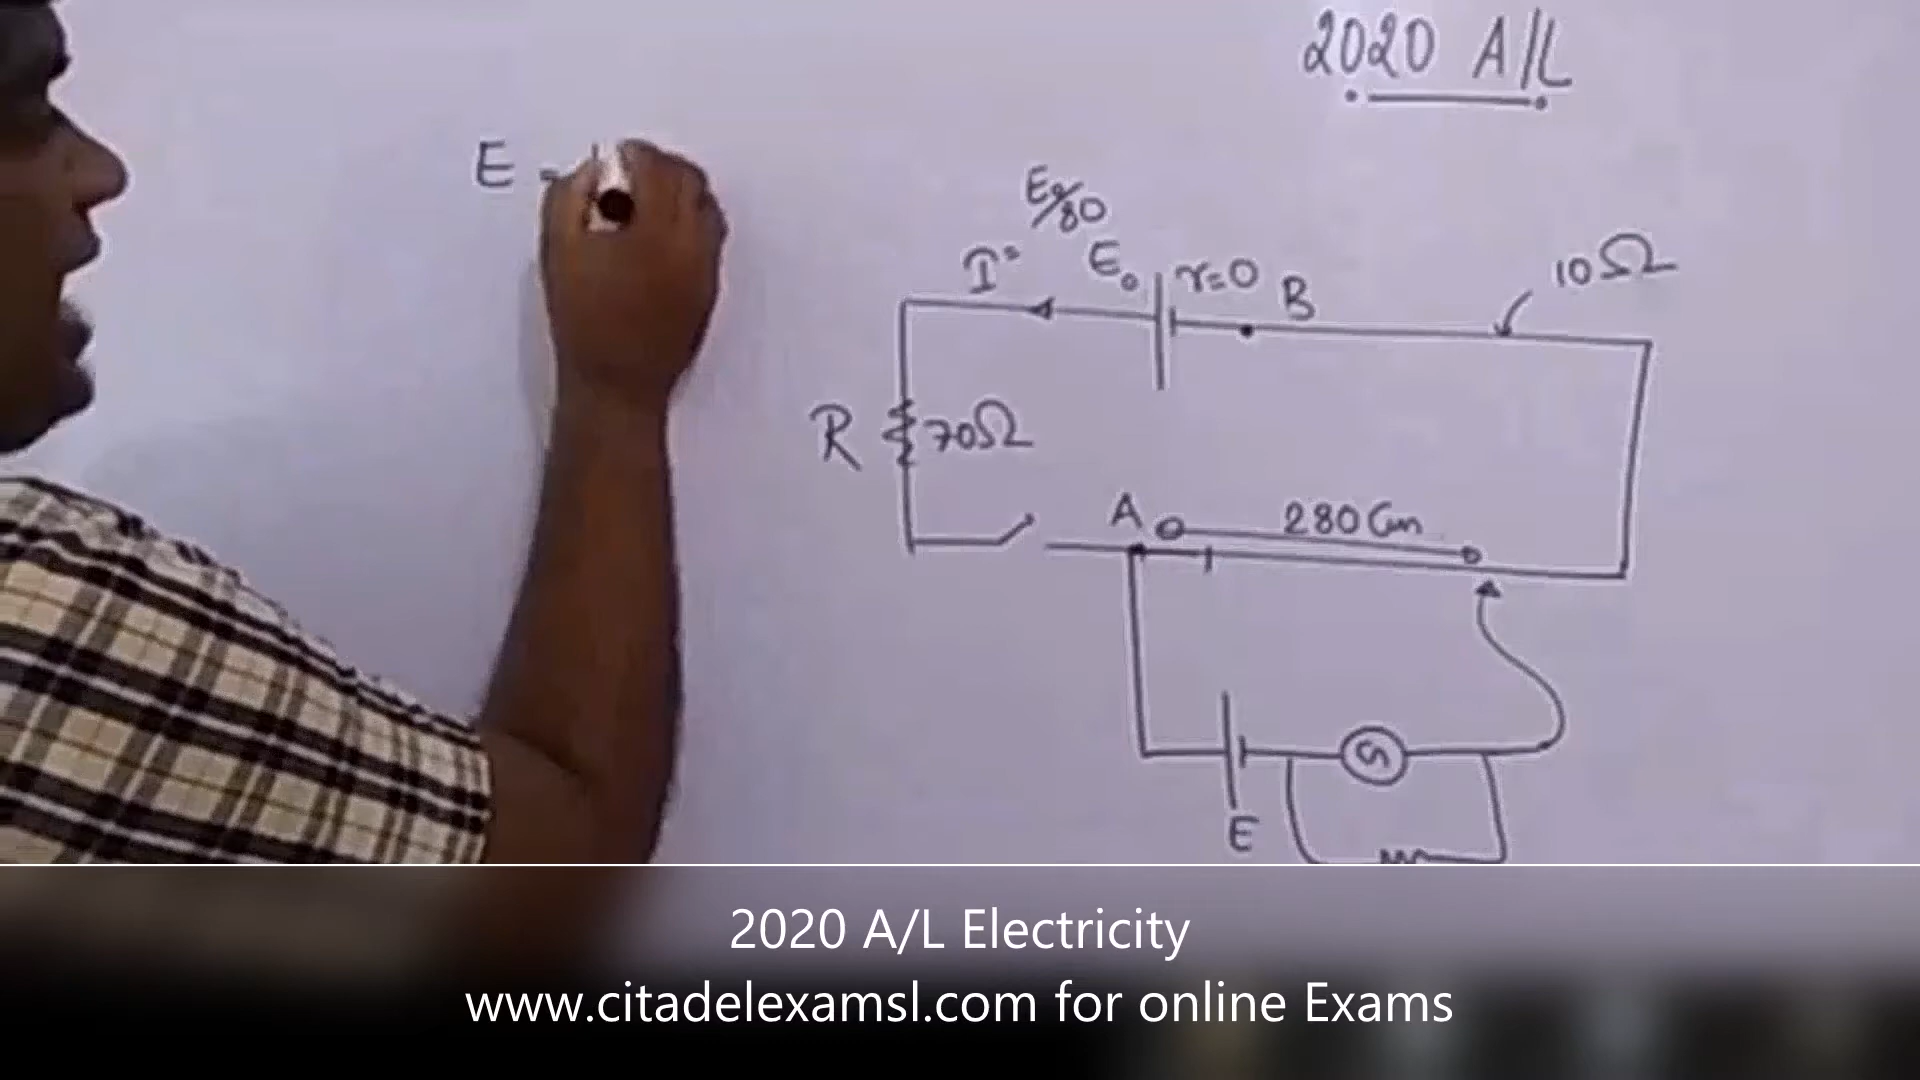 2020 A/L
E =
E₀/80
I =
E₀
r=0
B
10Ω
R
70Ω
A
280 Cm
G
E
2020 A/L Electricity
www.citadelexamsl.com for online Exams